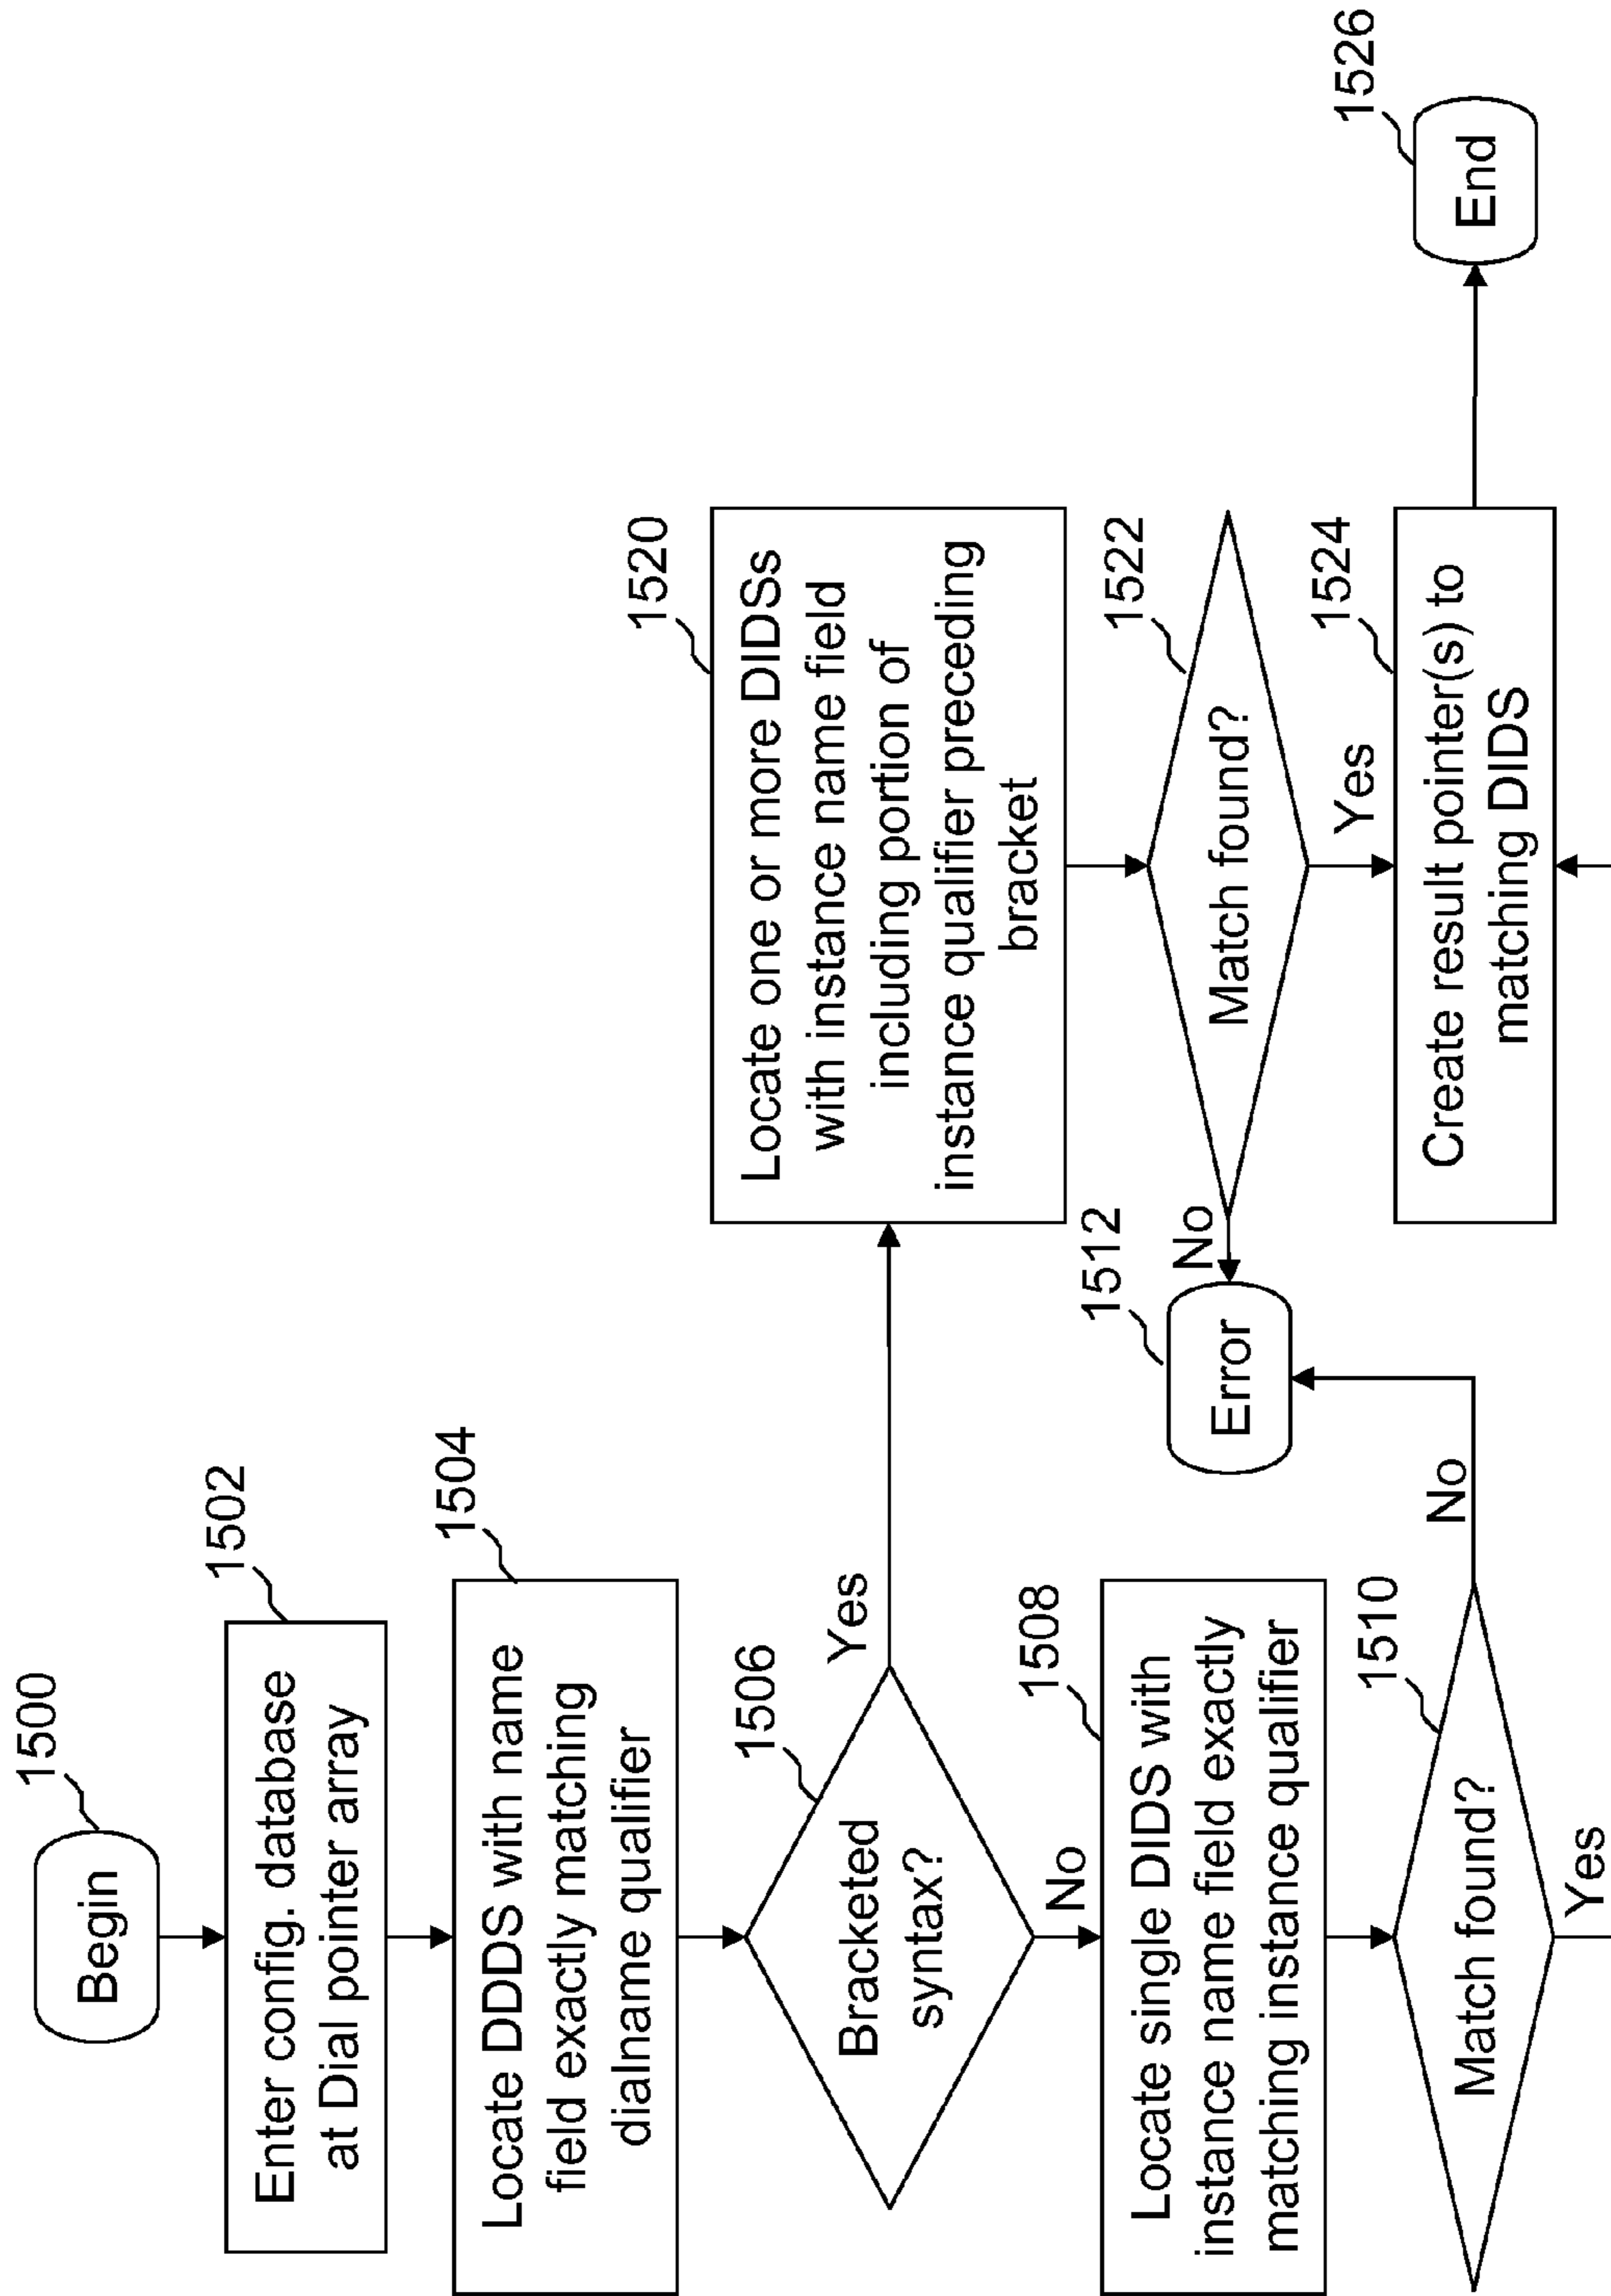 1500
Begin
1502
Enter config. database
at Dial pointer array
1504
Locate DDDS with name
field exactly matching
dialname qualifier
1506
Bracketed
syntax?
Yes
No
1508
Locate single DIDS with
instance name field exactly
matching instance qualifier
1510
Match found?
No
Yes
1512
Error
1520
Locate one or more DIDSs
with instance name field
including portion of
instance qualifier preceding
bracket
1522
Match found?
No
Yes
1524
Create result pointer(s) to
matching DIDS
1526
End